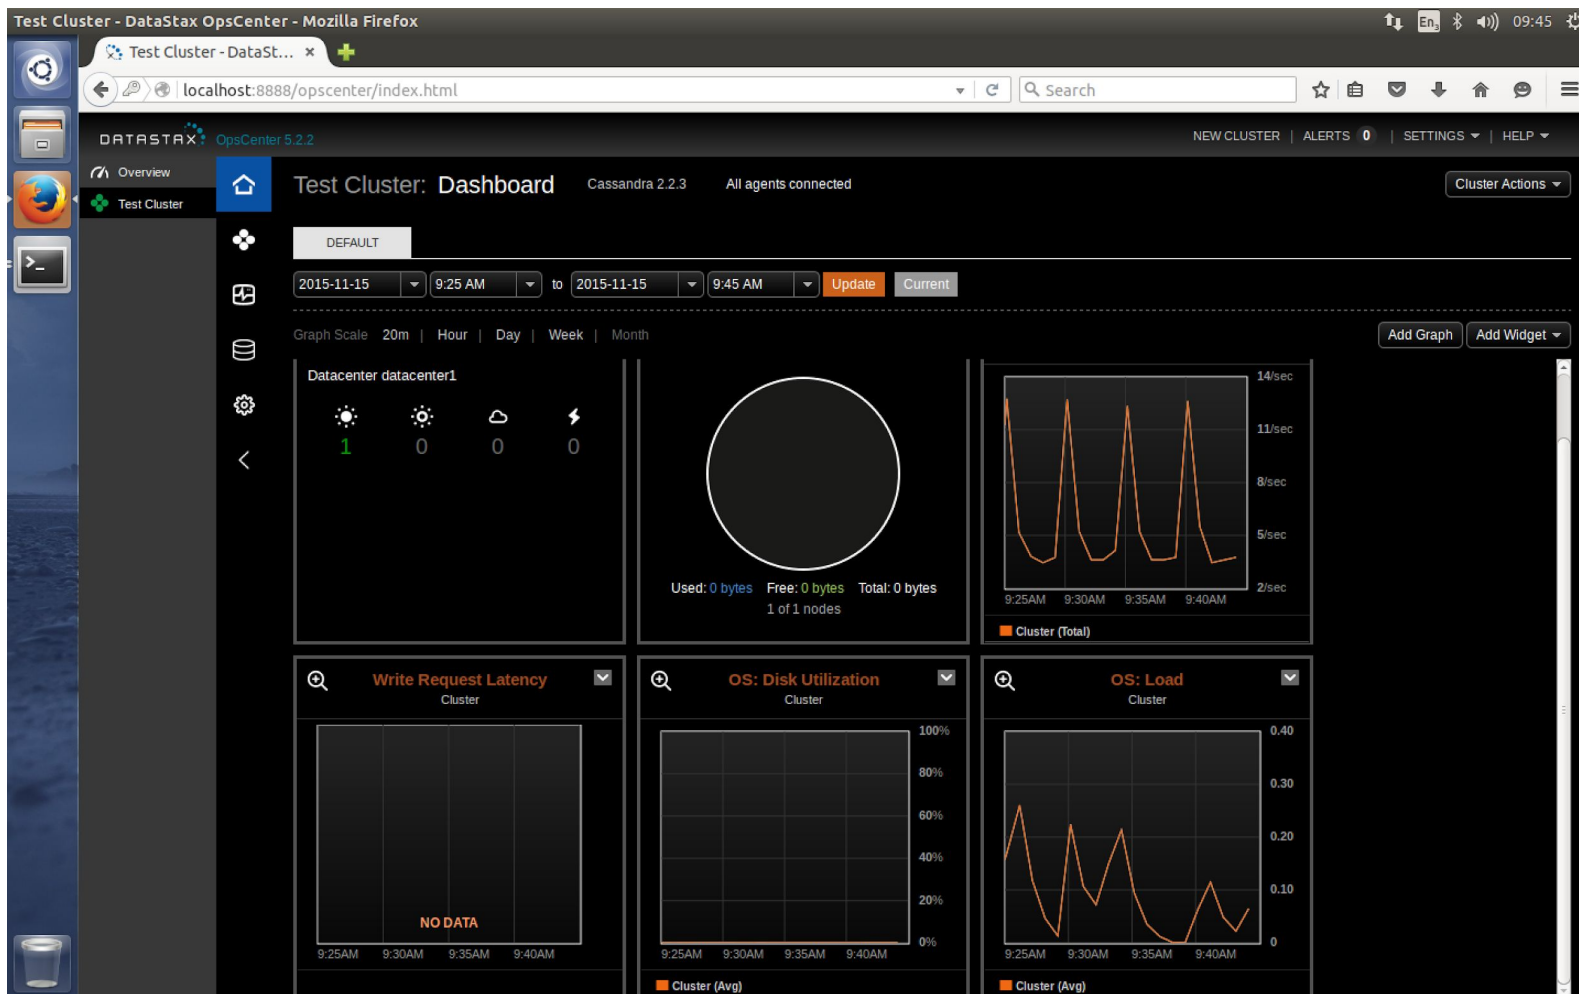 Test Cluster - DataStax OpsCenter - Mozilla Firefox
En3 09:45
Test Cluster - DataSt... ×
localhost:8888/opscenter/index.html
Search
DATASTAX OpsCenter 5.2.2
NEW CLUSTER | ALERTS 0 | SETTINGS | HELP
Overview
Test Cluster
Test Cluster: Dashboard Cassandra 2.2.3 All agents connected
Cluster Actions
DEFAULT
2015-11-15 9:25 AM to 2015-11-15 9:45 AM Update Current
Graph Scale 20m | Hour | Day | Week | Month
Add Graph Add Widget
Datacenter datacenter1
1 0 0 0
Used: 0 bytes Free: 0 bytes Total: 0 bytes
1 of 1 nodes
14/sec
11/sec
8/sec
5/sec
2/sec
9:25AM 9:30AM 9:35AM 9:40AM
Cluster (Total)
Write Request Latency
Cluster
NO DATA
9:25AM 9:30AM 9:35AM 9:40AM
OS: Disk Utilization
Cluster
100%
80%
60%
40%
20%
0%
9:25AM 9:30AM 9:35AM 9:40AM
Cluster (Avg)
OS: Load
Cluster
0.40
0.30
0.20
0.10
0
9:25AM 9:30AM 9:35AM 9:40AM
Cluster (Avg)